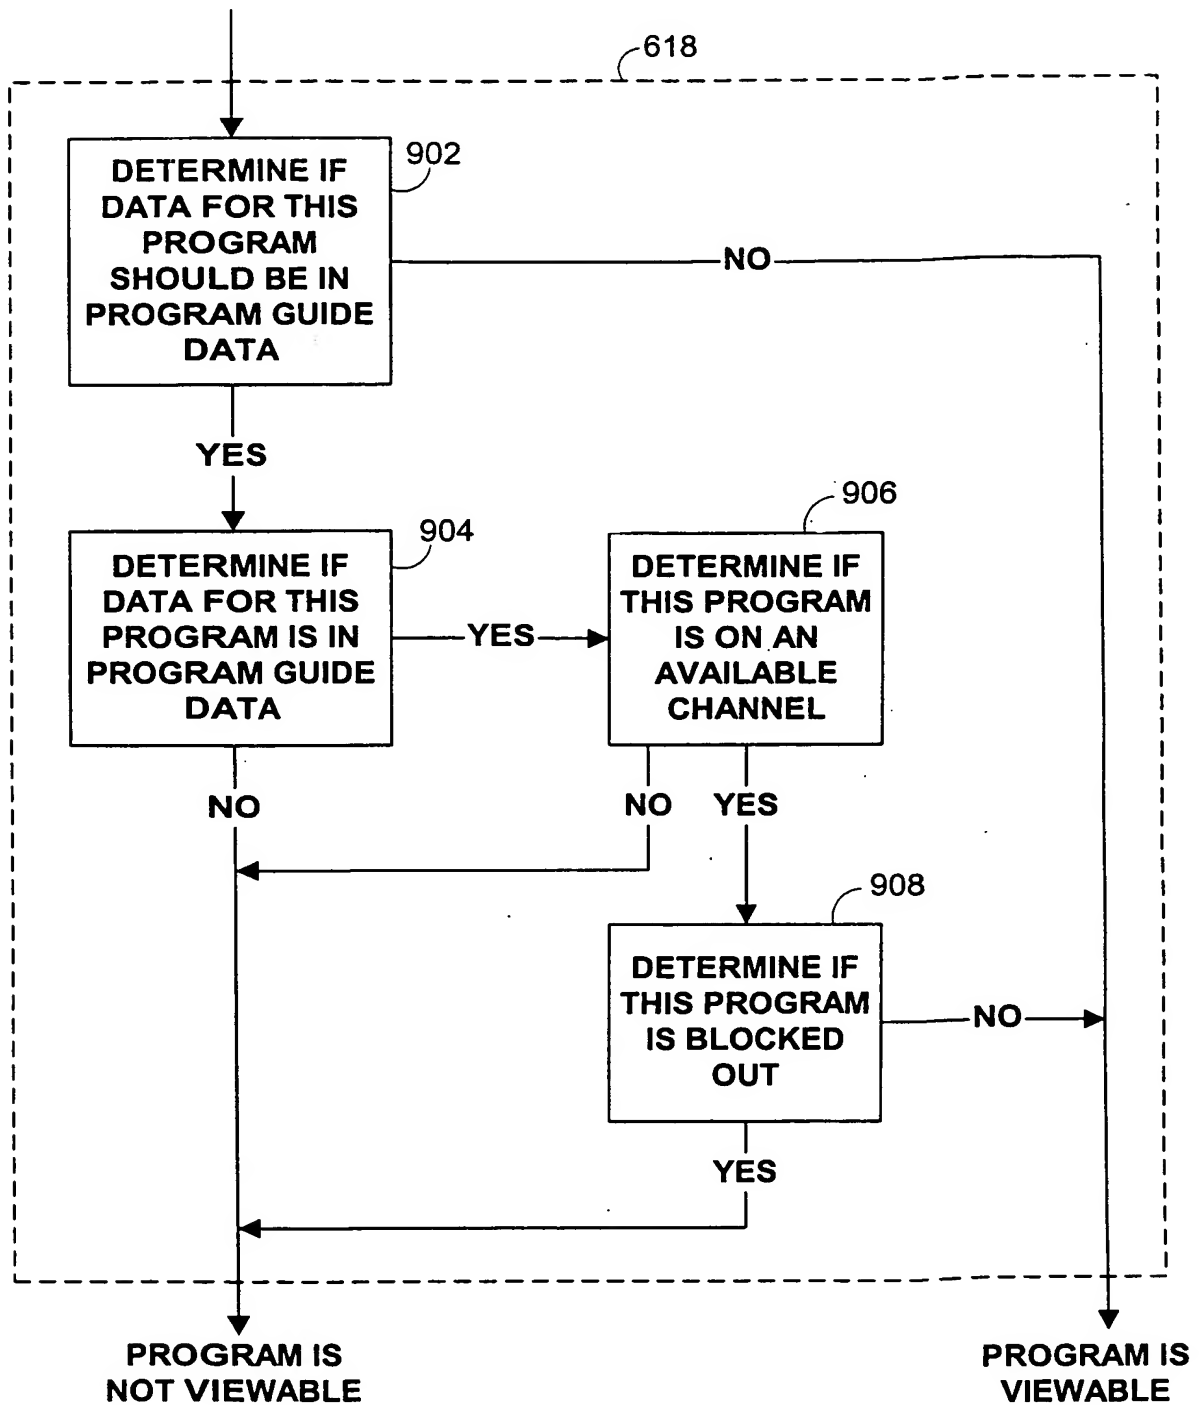 618
902
DETERMINE IF
DATA FOR THIS
PROGRAM
SHOULD BE IN
PROGRAM GUIDE
DATA
NO
YES
904
DETERMINE IF
DATA FOR THIS
PROGRAM IS IN
PROGRAM GUIDE
DATA
YES
906
DETERMINE IF
THIS PROGRAM
IS ON AN
AVAILABLE
CHANNEL
NO
NO
YES
908
DETERMINE IF
THIS PROGRAM
IS BLOCKED
OUT
NO
YES
PROGRAM IS
NOT VIEWABLE
PROGRAM IS
VIEWABLE